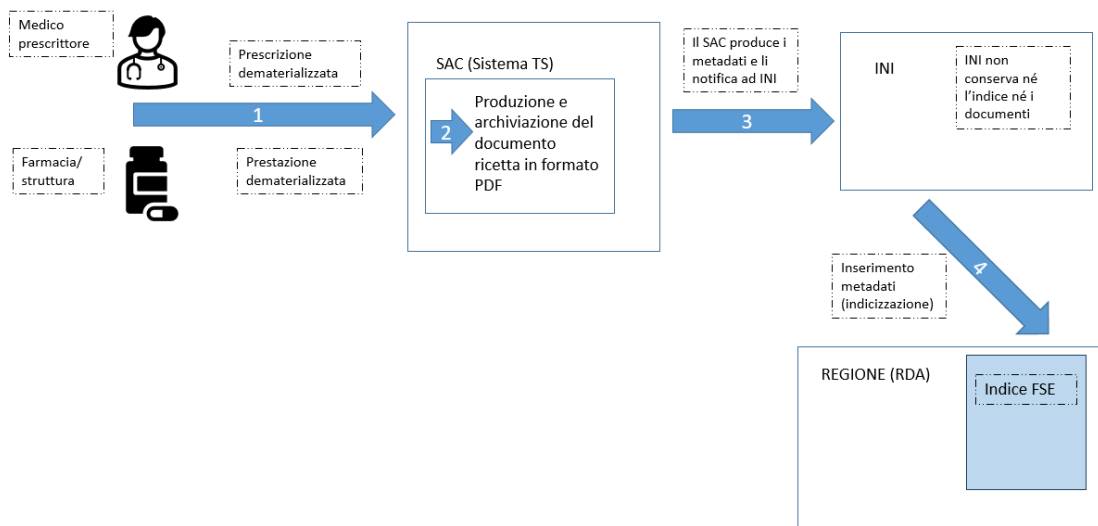 Medico
prescrittore
Prescrizione
dematerializzata
1
Farmacia/
struttura
Prestazione
dematerializzata
SAC (Sistema TS)
2
Produzione e
archiviazione del
documento
ricetta in formato
PDF
Il SAC produce i
metadati e li
notifica ad INI
3
INI
INI non
conserva né
l’indice né i
documenti
4
Inserimento
metadati
(indicizzazione)
REGIONE (RDA)
Indice FSE